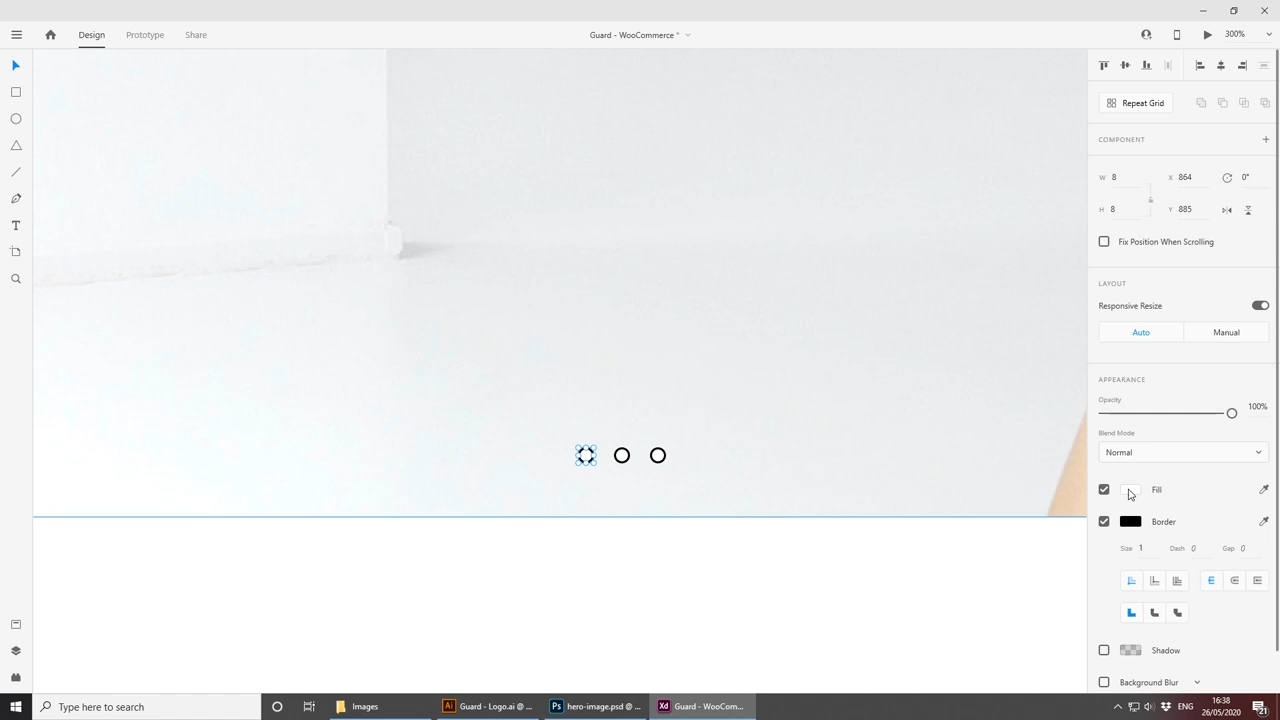 Design
Prototype
Share
Guard - WooCommerce *
300%
Repeat Grid
COMPONENT
W 8 X 864 0°
H 8 Y 885
Fix Position When Scrolling
LAYOUT
Responsive Resize
Auto
Manual
APPEARANCE
Opacity
100%
Blend Mode
Normal
Fill
Border
Size 1 Dash 0 Gap 0
Shadow
Background Blur
Type here to search
Images
Ai Guard - Logo.ai @ ...
Ps hero-image.psd @ ...
Xd Guard - WooCom...
ENG
16:38
26/05/2020